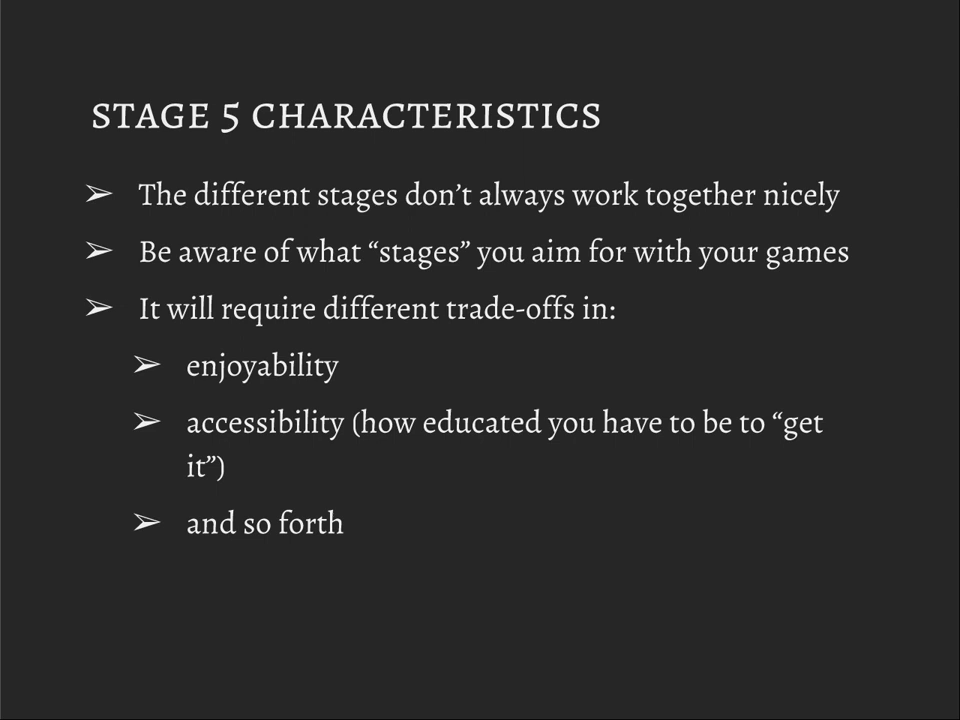 STAGE 5 CHARACTERISTICS
➢ The different stages don’t always work together nicely
➢ Be aware of what “stages” you aim for with your games
➢ It will require different trade-offs in:
➢ enjoyability
➢ accessibility (how educated you have to be to “get
it”)
➢ and so forth